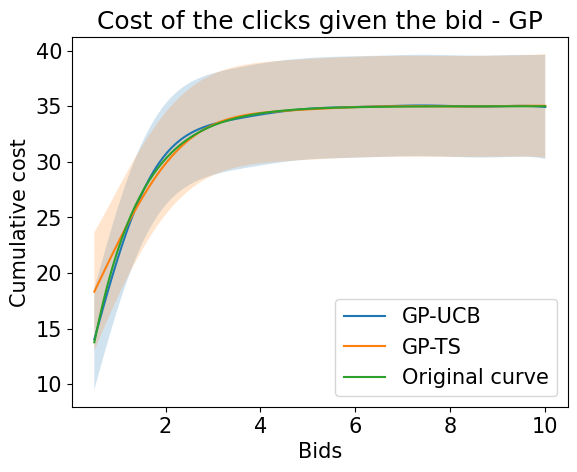 Cost of the clicks given the bid - GP
Cumulative cost
40
35
30
25
20
15
10
GP-UCB
GP-TS
Original curve
2 4 6 8 10
Bids